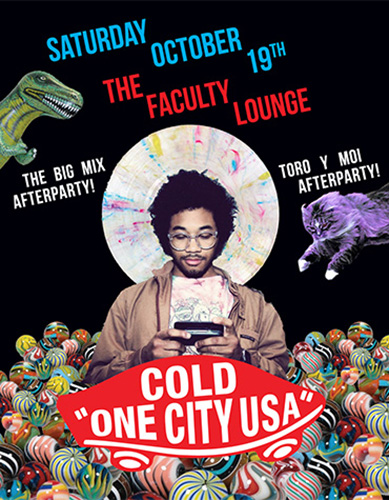 SATURDAY
OCTOBER
19TH
THE
FACULTY
LOUNGE
THE BIG MIX
AFTERPARTY!
TORO Y MOI
AFTERPARTY!
COLD
"ONE CITY USA"